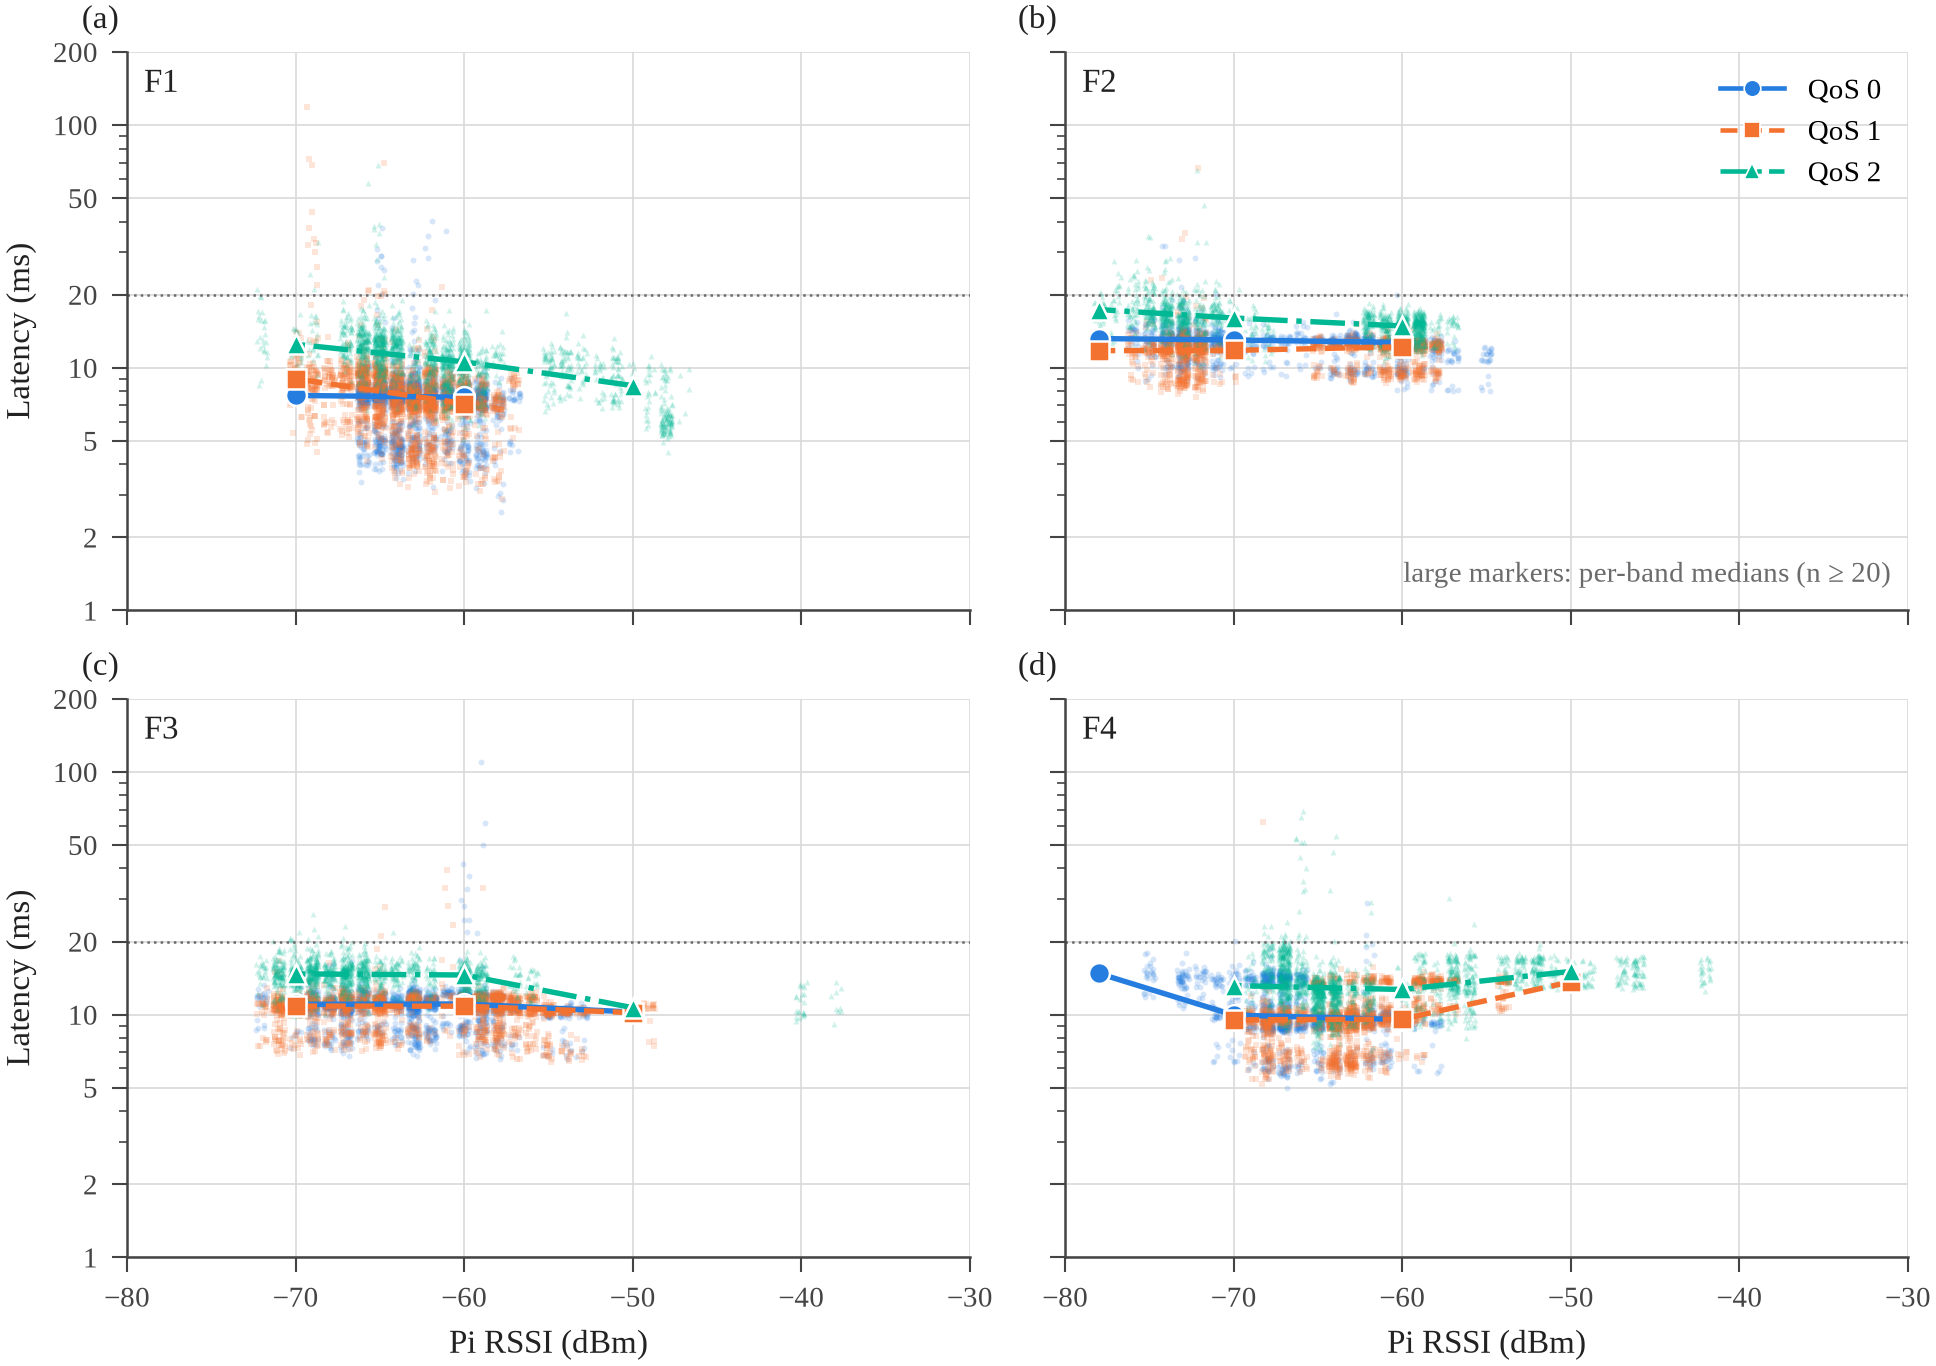 (a)
(b)
200
100
50
20
10
5
2
1
Latency (ms)
F1
F2
QoS 0
QoS 1
QoS 2
large markers: per-band medians (n ≥ 20)
(c)
(d)
200
100
50
20
10
5
2
1
Latency (ms)
F3
F4
−80 −70 −60 −50 −40 −30
−80 −70 −60 −50 −40 −30
Pi RSSI (dBm)
Pi RSSI (dBm)